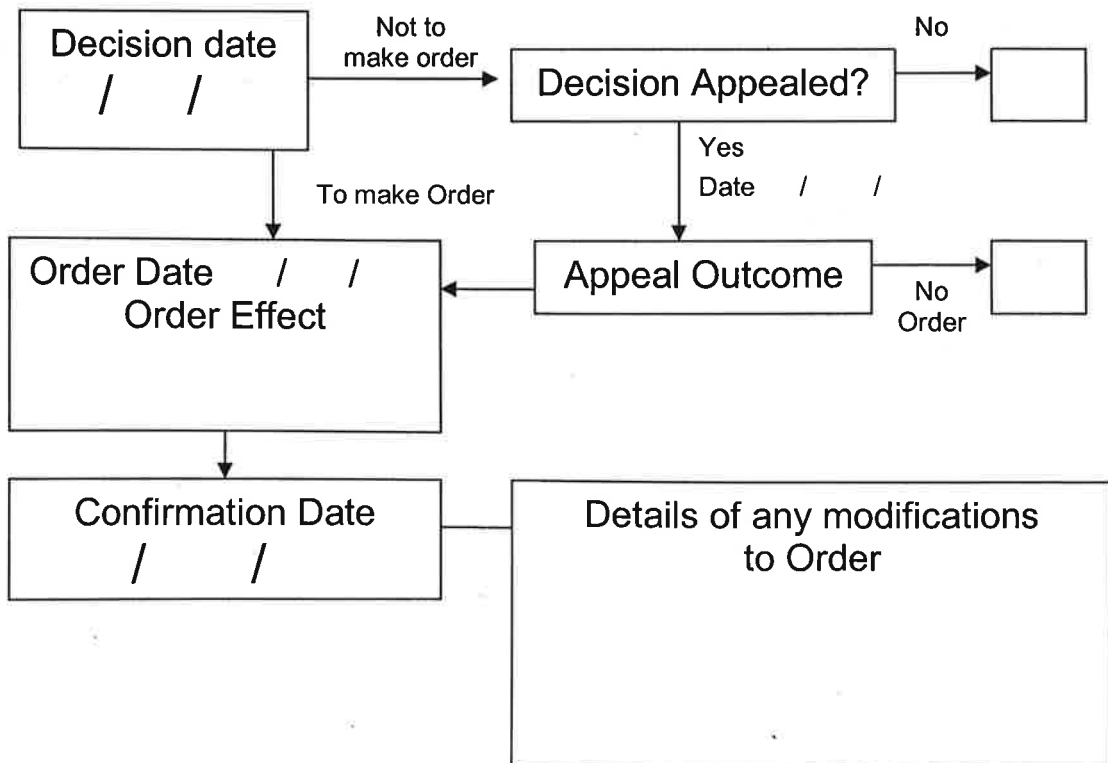 Decision date
/ /
Not to
make order
Decision Appealed?
No
Yes
Date / /
To make Order
Order Date / /
Order Effect
Appeal Outcome
No
Order
Confirmation Date
/ /
Details of any modifications
to Order